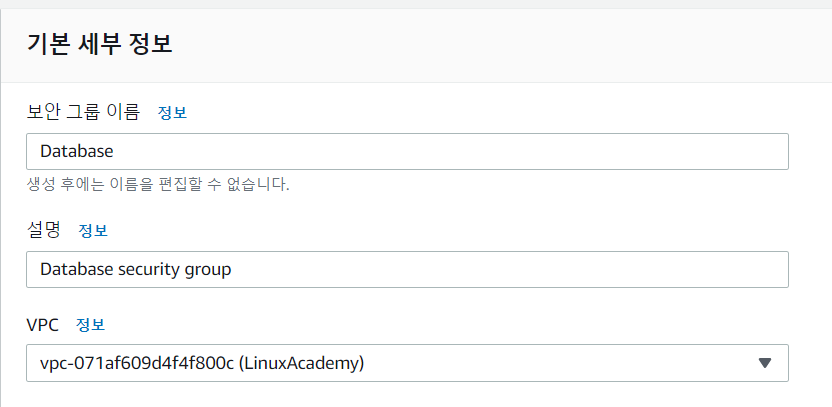 기본 세부 정보
보안 그룹 이름 정보
Database
생성 후에는 이름을 편집할 수 없습니다.
설명 정보
Database security group
VPC 정보
vpc-071af609d4f4f800c (LinuxAcademy)